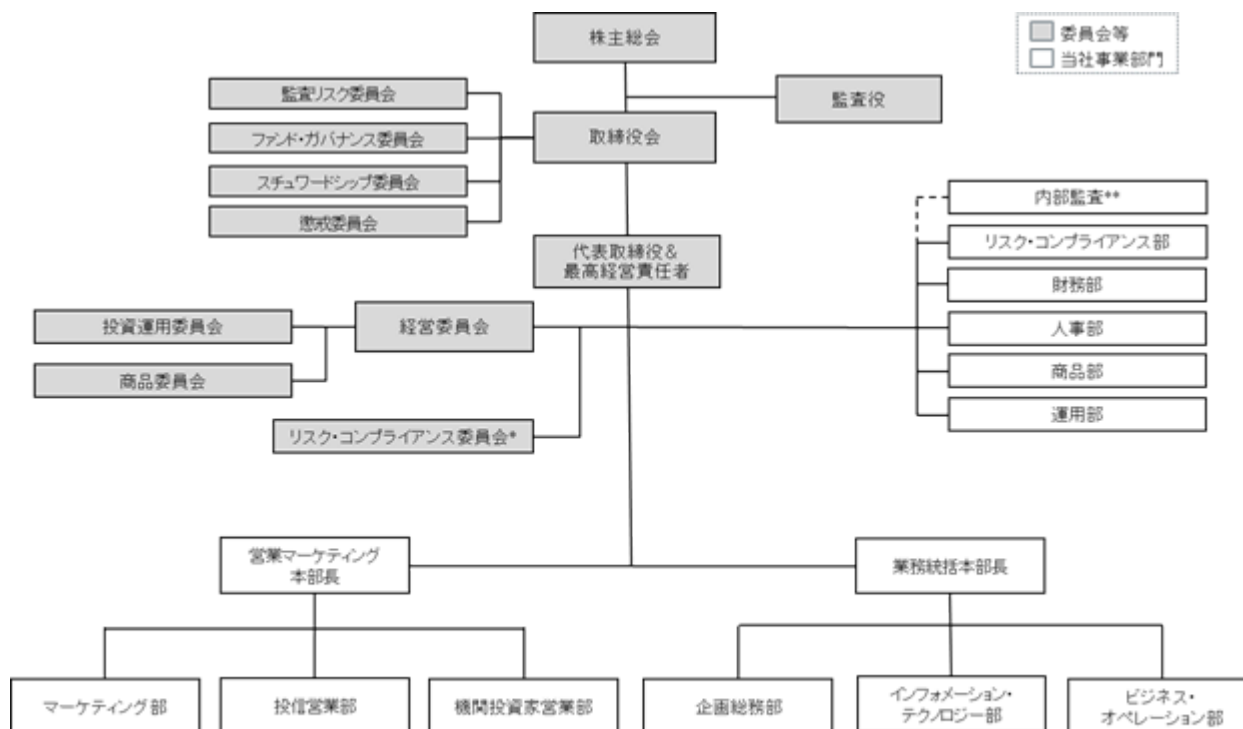 株主総会
委員会等
当社事業部門
監査リスク委員会
監査役
ファンド・ガバナンス委員会
取締役会
スチュワードシップ委員会
内部監査**
懲戒委員会
リスク・コンプライアンス部
代表取締役&
最高経営責任者
財務部
投資運用委員会
経営委員会
人事部
商品委員会
商品部
運用部
リスク・コンプライアンス委員会*
営業マーケティング
本部長
業務統括本部長
マーケティング部
投信営業部
機関投資家営業部
企画総務部
インフォメーション・
テクノロジー部
ビジネス・
オペレーション部